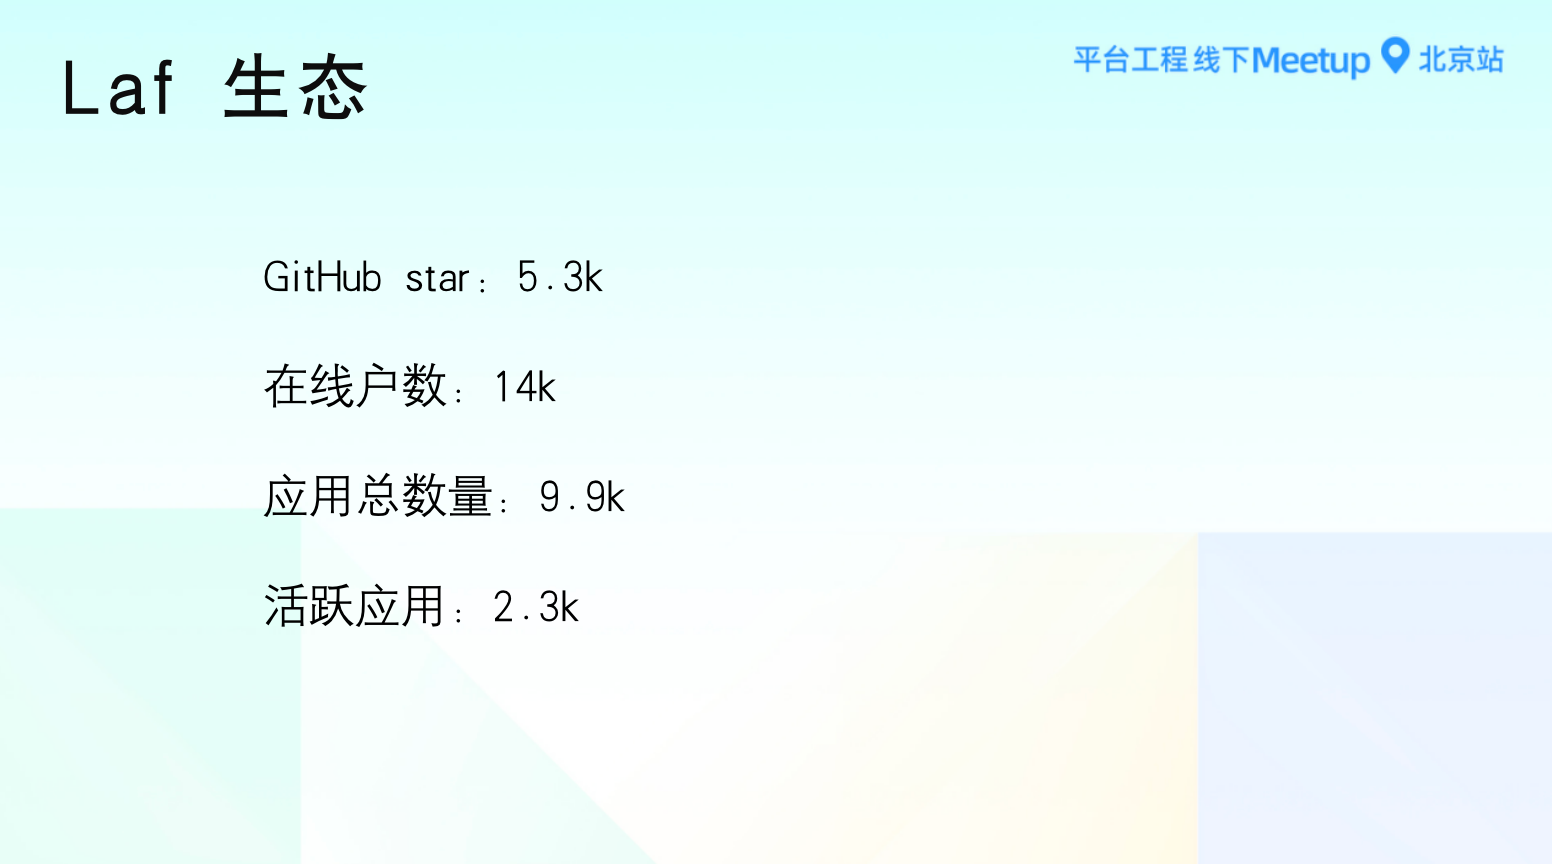 Laf 生态
平台工程 线下Meetup 北京站
GitHub star：5.3k
在线户数：14k
应用总数量：9.9k
活跃应用：2.3k